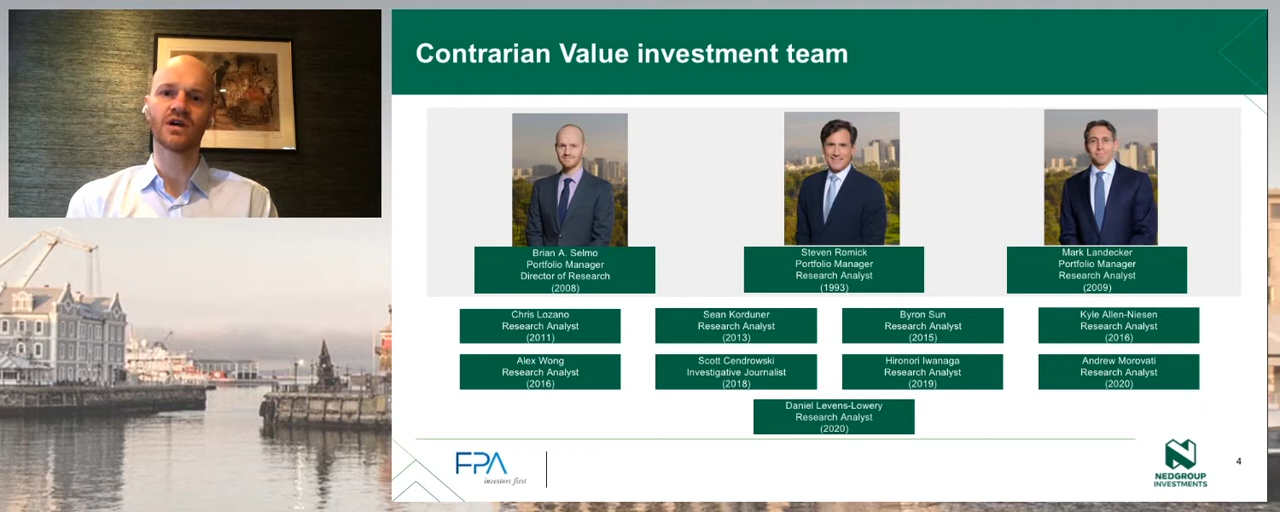 Contrarian Value investment team
Brian A. Selmo
Portfolio Manager
Director of Research
(2008)
Steven Romick
Portfolio Manager
Research Analyst
(1993)
Mark Landecker
Portfolio Manager
Research Analyst
(2009)
Chris Lozano
Research Analyst
(2011)
Sean Korduner
Research Analyst
(2013)
Byron Sun
Research Analyst
(2015)
Kyle Allen-Niesen
Research Analyst
(2016)
Alex Wong
Research Analyst
(2016)
Scott Cendrowski
Investigative Journalist
(2018)
Hironori Iwanaga
Research Analyst
(2019)
Andrew Morovati
Research Analyst
(2020)
Daniel Levens-Lowery
Research Analyst
(2020)
FPA
investors first
NEDGROUP
INVESTMENTS
4